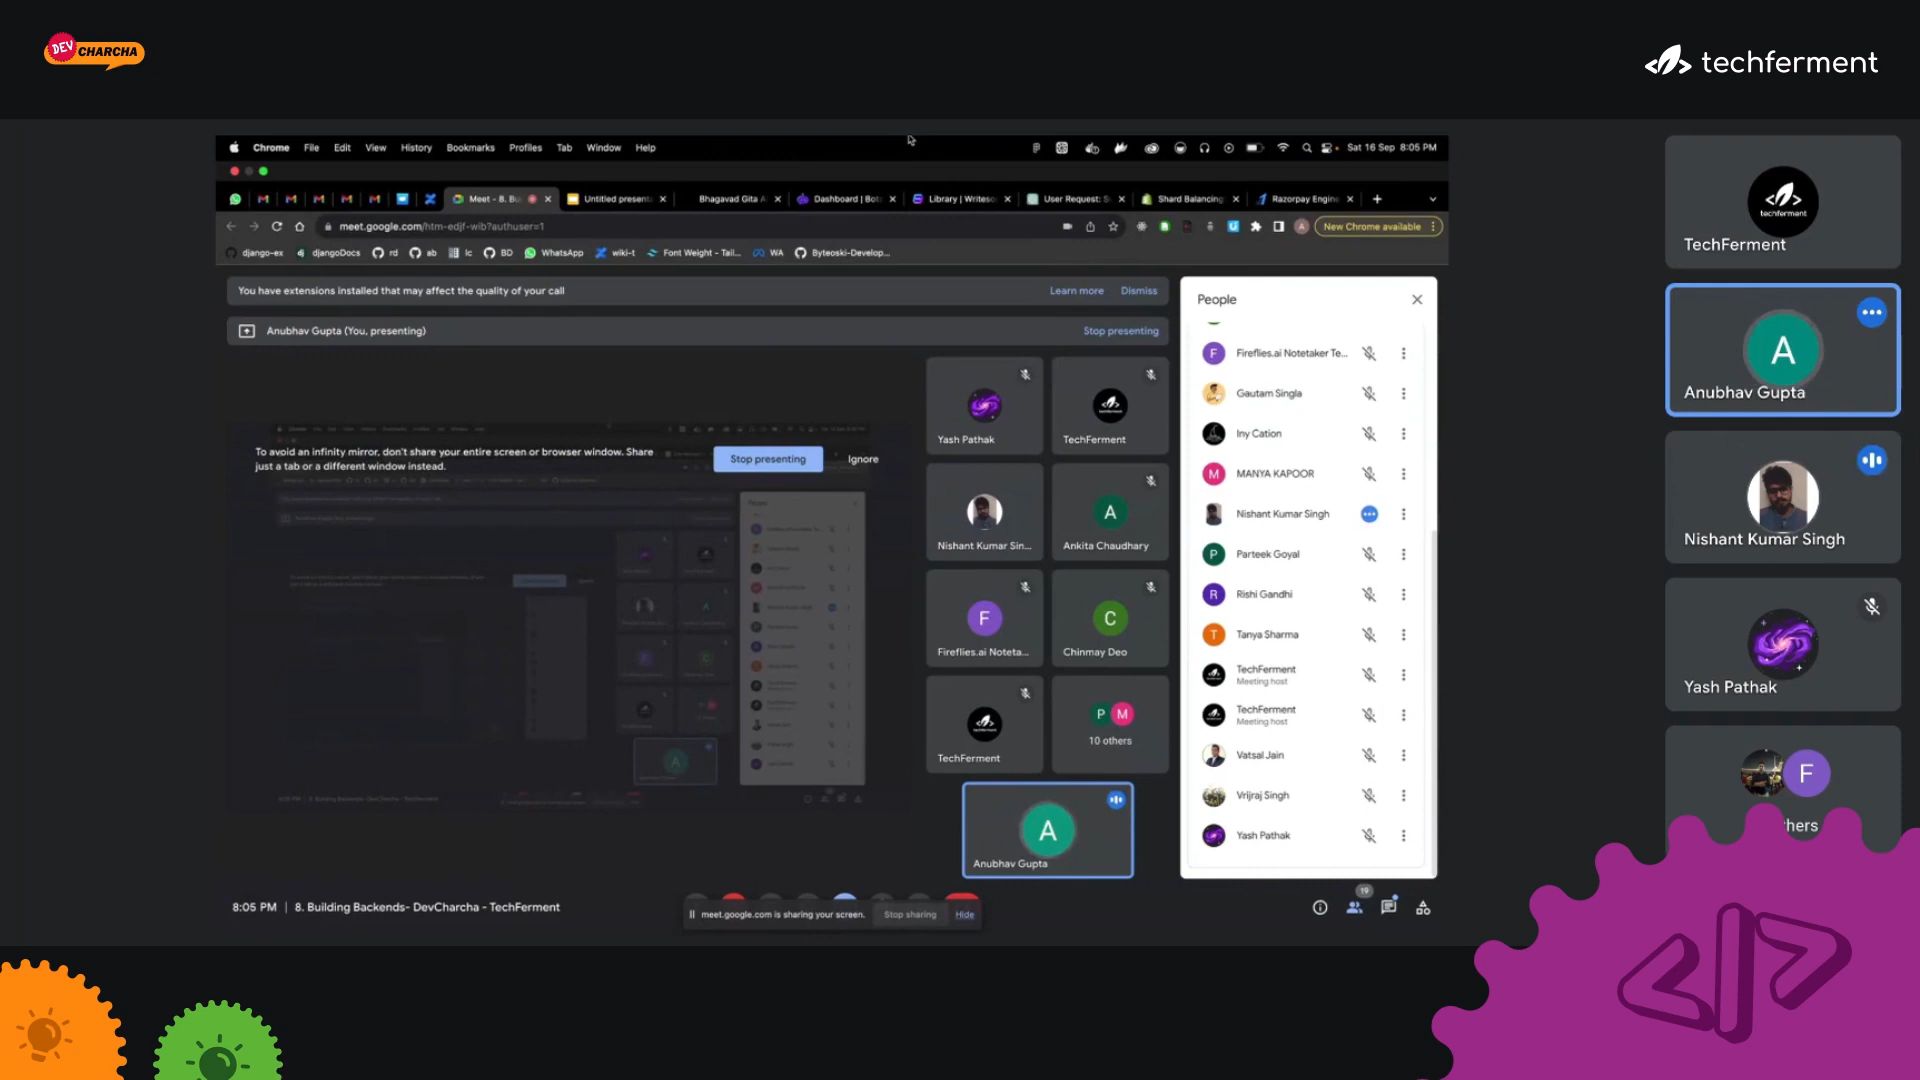 DEV CHARCHA
techferment
Chrome File Edit View History Bookmarks Profiles Tab Window Help
Sat 16 Sep 8:05 PM
Meet - 8. Bu
Untitled present
Bhagavad Gita A
Dashboard | Bot
Library | Writeso
User Request: S
Shard Balancing
Razorpay Engine
meet.google.com/htm-edjf-wib?authuser=1
New Chrome available
django-ex djangoDocs rd ab lc BD WhatsApp wiki-t Font Weight - Tail... WA Byteoski-Develop...
You have extensions installed that may affect the quality of your call
Learn more Dismiss
Anubhav Gupta (You, presenting)
Stop presenting
To avoid an infinity mirror, don't share your entire screen or browser window. Share
just a tab or a different window instead.
Stop presenting
Ignore
Yash Pathak
TechFerment
Nishant Kumar Sin...
A
Ankita Chaudhary
F
Fireflies.ai Noteta...
C
Chinmay Deo
TechFerment
P M
10 others
A
Anubhav Gupta
People
F Fireflies.ai Notetaker Te...
Gautam Singla
Iny Cation
M MANYA KAPOOR
Nishant Kumar Singh
P Parteek Goyal
R Rishi Gandhi
T Tanya Sharma
TechFerment
Meeting host
TechFerment
Meeting host
Vatsal Jain
Vrijraj Singh
Yash Pathak
8:05 PM | 8. Building Backends- DevCharcha - TechFerment
meet.google.com is sharing your screen. Stop sharing Hide
19
techferment
TechFerment
A
Anubhav Gupta
Nishant Kumar Singh
Yash Pathak
F
hers